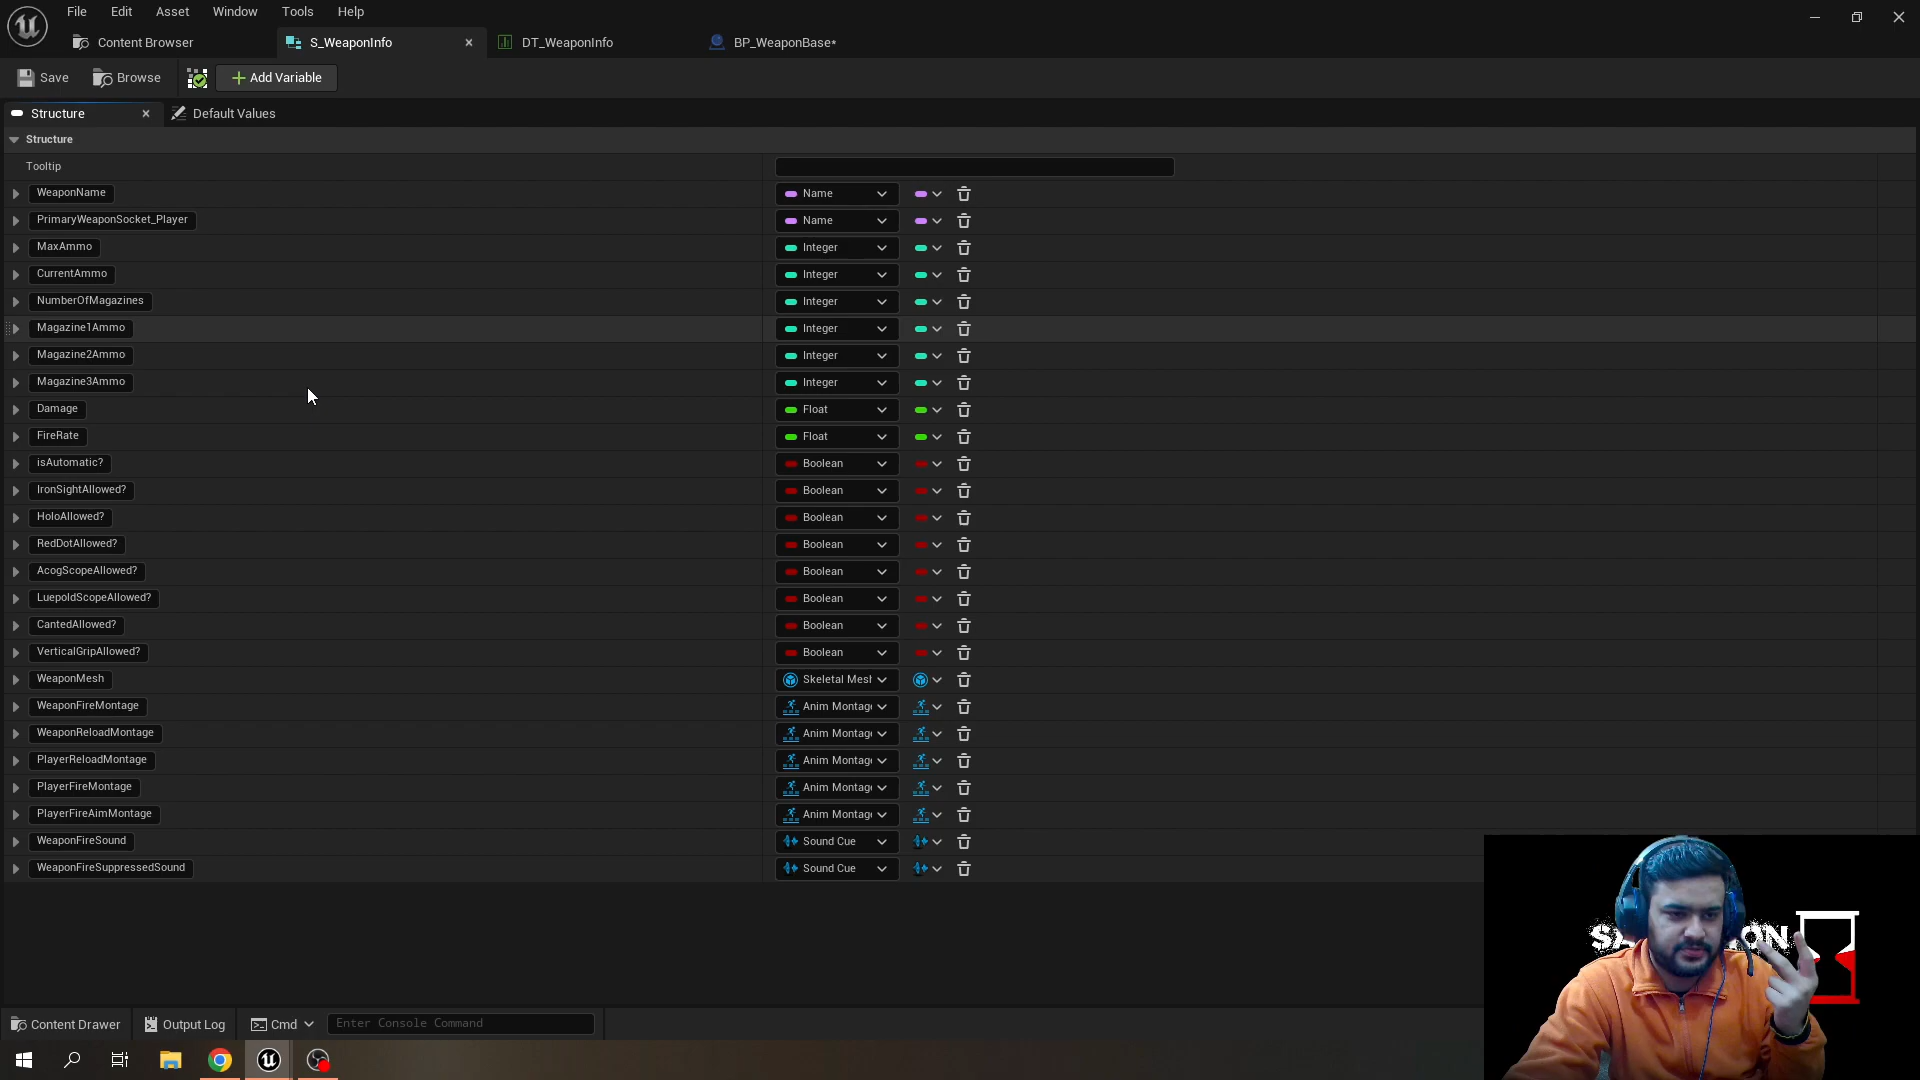 File Edit Asset Window Tools Help
Content Browser S_WeaponInfo DT_WeaponInfo BP_WeaponBase*
Save Browse Add Variable
Structure Default Values
Structure
Tooltip
WeaponName Name
PrimaryWeaponSocket_Player Name
MaxAmmo Integer
CurrentAmmo Integer
NumberOfMagazines Integer
Magazine1Ammo Integer
Magazine2Ammo Integer
Magazine3Ammo Integer
Damage Float
FireRate Float
isAutomatic? Boolean
IronSightAllowed? Boolean
HoloAllowed? Boolean
RedDotAllowed? Boolean
AcogScopeAllowed? Boolean
LuepoldScopeAllowed? Boolean
CantedAllowed? Boolean
VerticalGripAllowed? Boolean
WeaponMesh Skeletal Mesh
WeaponFireMontage Anim Montage
WeaponReloadMontage Anim Montage
PlayerReloadMontage Anim Montage
PlayerFireMontage Anim Montage
PlayerFireAimMontage Anim Montage
WeaponFireSound Sound Cue
WeaponFireSuppressedSound Sound Cue
Content Drawer Output Log Cmd Enter Console Command